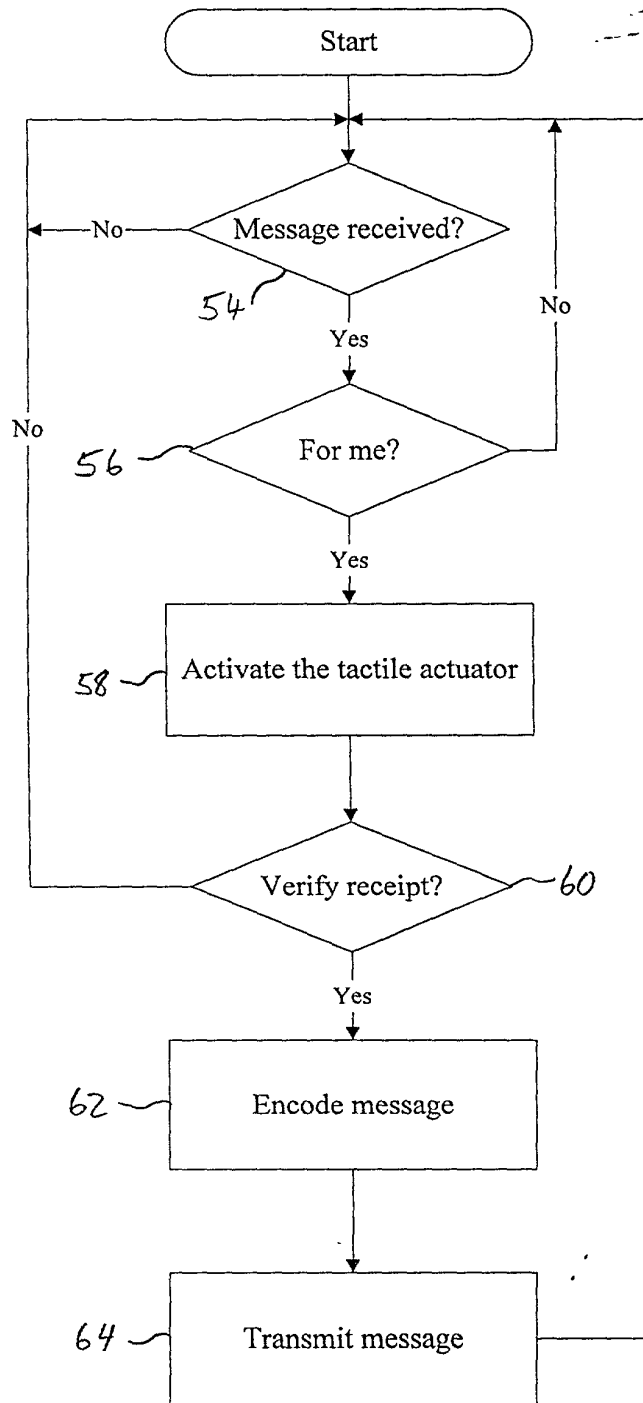 Start
Message received?
No
54
Yes
No
For me?
56
No
Yes
Activate the tactile actuator
58
Verify receipt?
60
Yes
Encode message
62
Transmit message
64